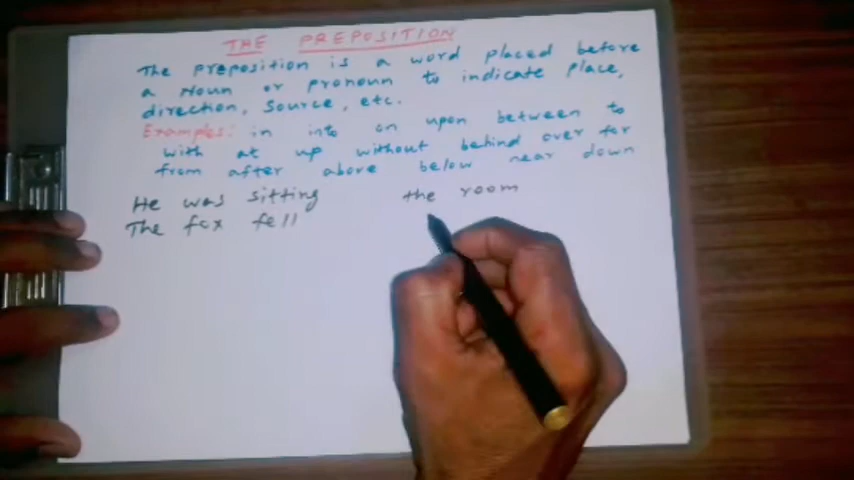 THE PREPOSITION
The preposition is a word placed before
a Noun or pronoun to indicate place,
direction, source, etc.
Examples: in into on upon between to
with at up without behind over for
from after above below near down
He was sitting the room
The fox fell